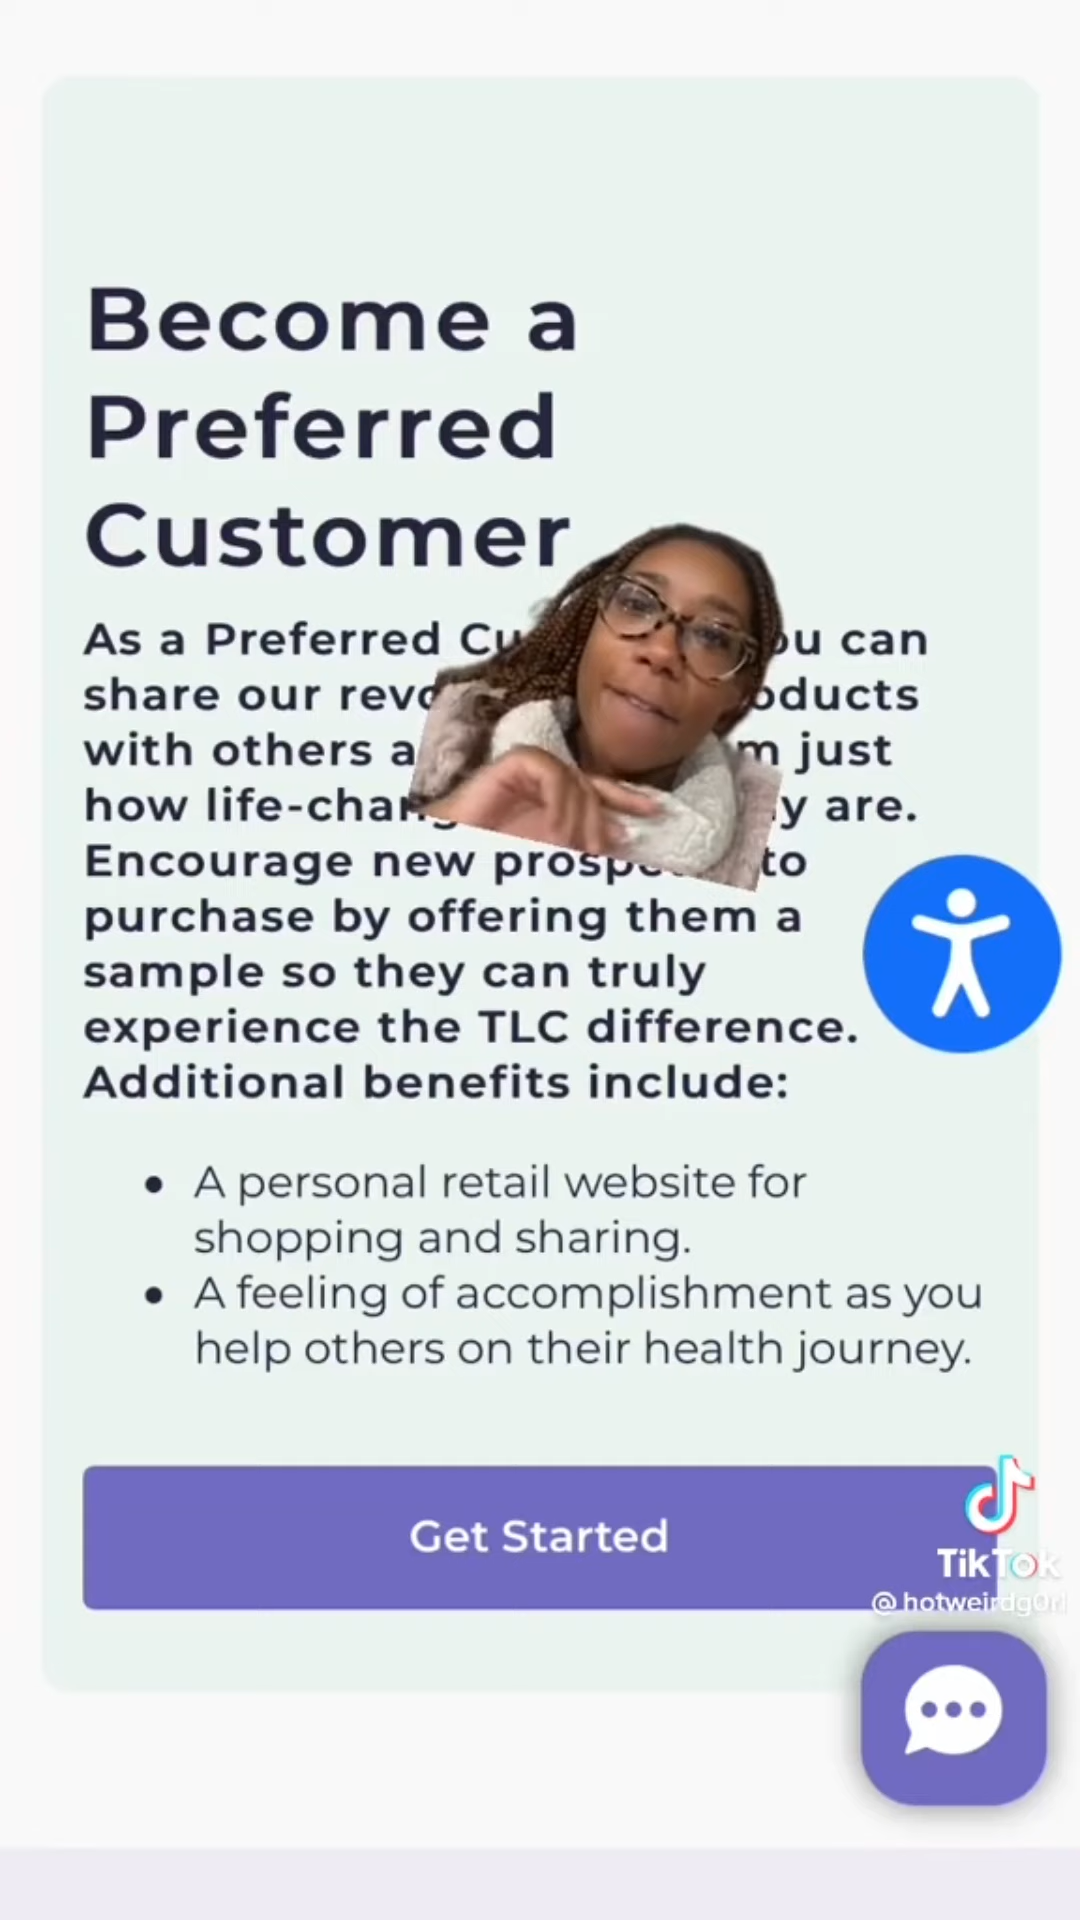 Become a
Preferred
Customer
As a Preferred Cu ou can
share our revo oducts
with others a m just
how life-chang y are.
Encourage new prosp to
purchase by offering them a
sample so they can truly
experience the TLC difference.
Additional benefits include:
• A personal retail website for
shopping and sharing.
• A feeling of accomplishment as you
help others on their health journey.
Get Started
TikTok
@hotweirdg0rl